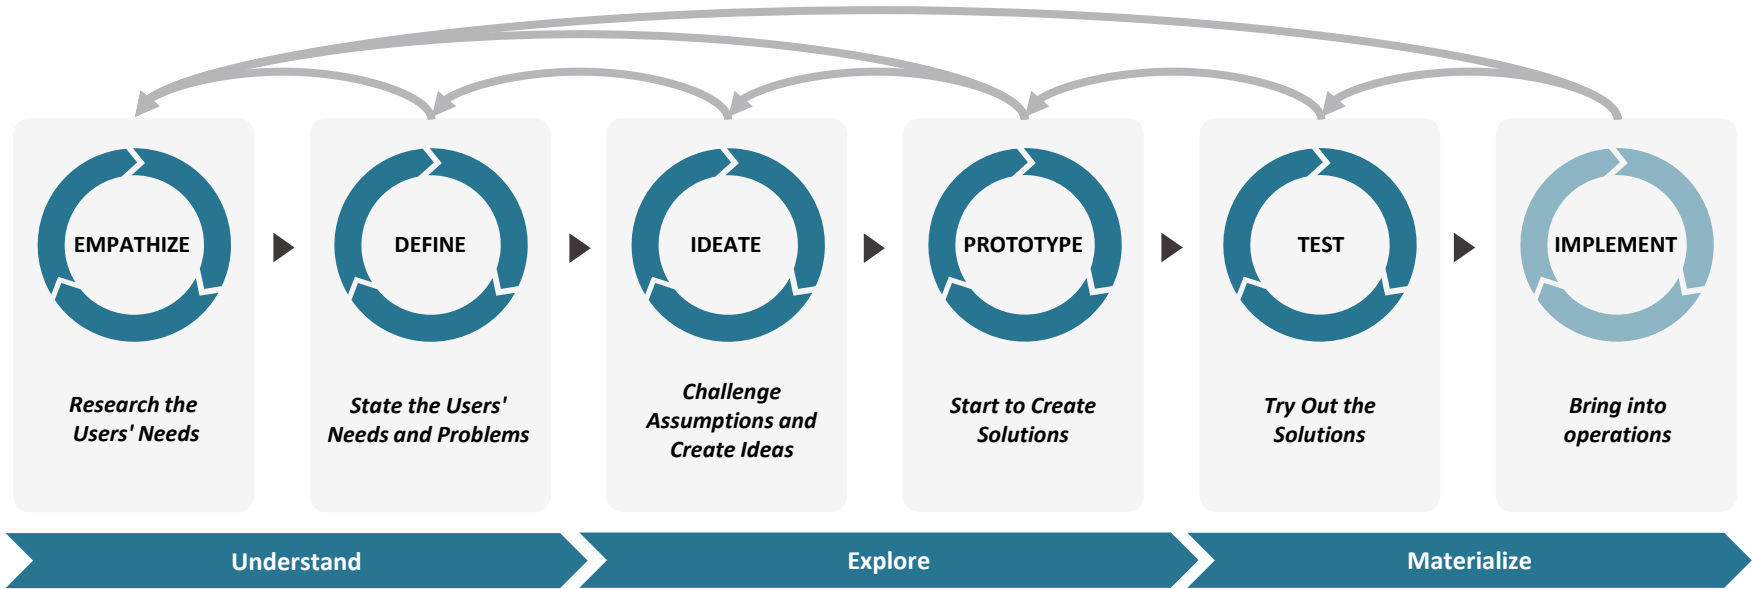 EMPATHIZE
DEFINE
IDEATE
PROTOTYPE
TEST
IMPLEMENT
Research the
Users' Needs
State the Users'
Needs and Problems
Challenge
Assumptions and
Create Ideas
Start to Create
Solutions
Try Out the
Solutions
Bring into
operations
Understand
Explore
Materialize